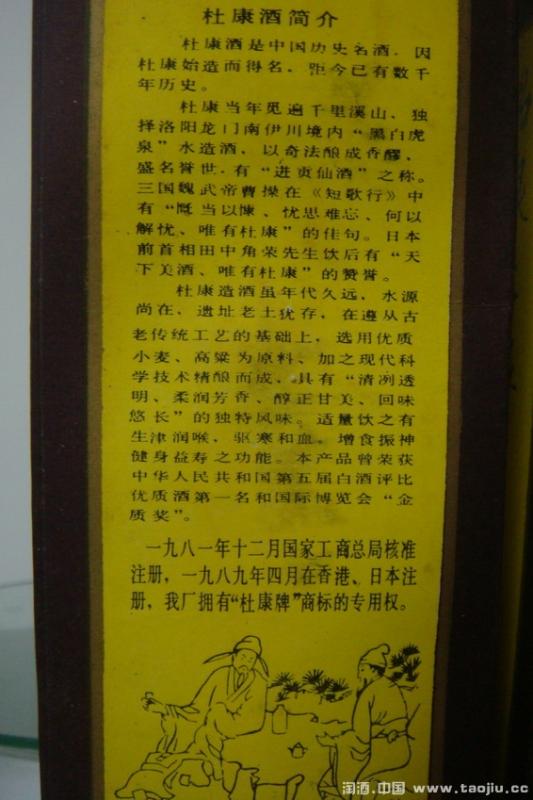 杜康酒简介
杜康酒是中国历史名酒．因
杜康始造而得名，距今已有数千
年历史。
杜康当年觅遍千里溪山，独
择洛阳龙门南伊川境内“黑白虎
泉”水造酒，以奇法酿成香醪，
盛名誉世，有“进贡仙酒”之称。
三国魏武帝曹操在《短歌行》中
有“慨当以慷、忧思难忘、何以
解忧、唯有杜康”的佳句。日本
前首相田中角荣先生饮后有“天
下美酒、唯有杜康”的赞誉。
杜康造酒虽年代久远，水源
尚在，遗址老土犹存，在遵从古
老传统工艺的基础上，选用优质
小麦、高粱为原料、加之现代科
学技术精酿而成，具有“清冽透
明、柔润芳香、醇正甘美、回味
悠长”的独特风味。适量饮之有
生津润喉，驱寒和血，增食振神
健身益寿之功能。本产品曾荣获
中华人民共和国第五届白酒评比
优质酒第一名和国际博览会“金
质奖”。
一九八一年十二月国家工商总局核准
注册，一九八九年四月在香港、日本注
册，我厂拥有“杜康牌”商标的专用权。
淘酒.中国 www.taojiu.cc